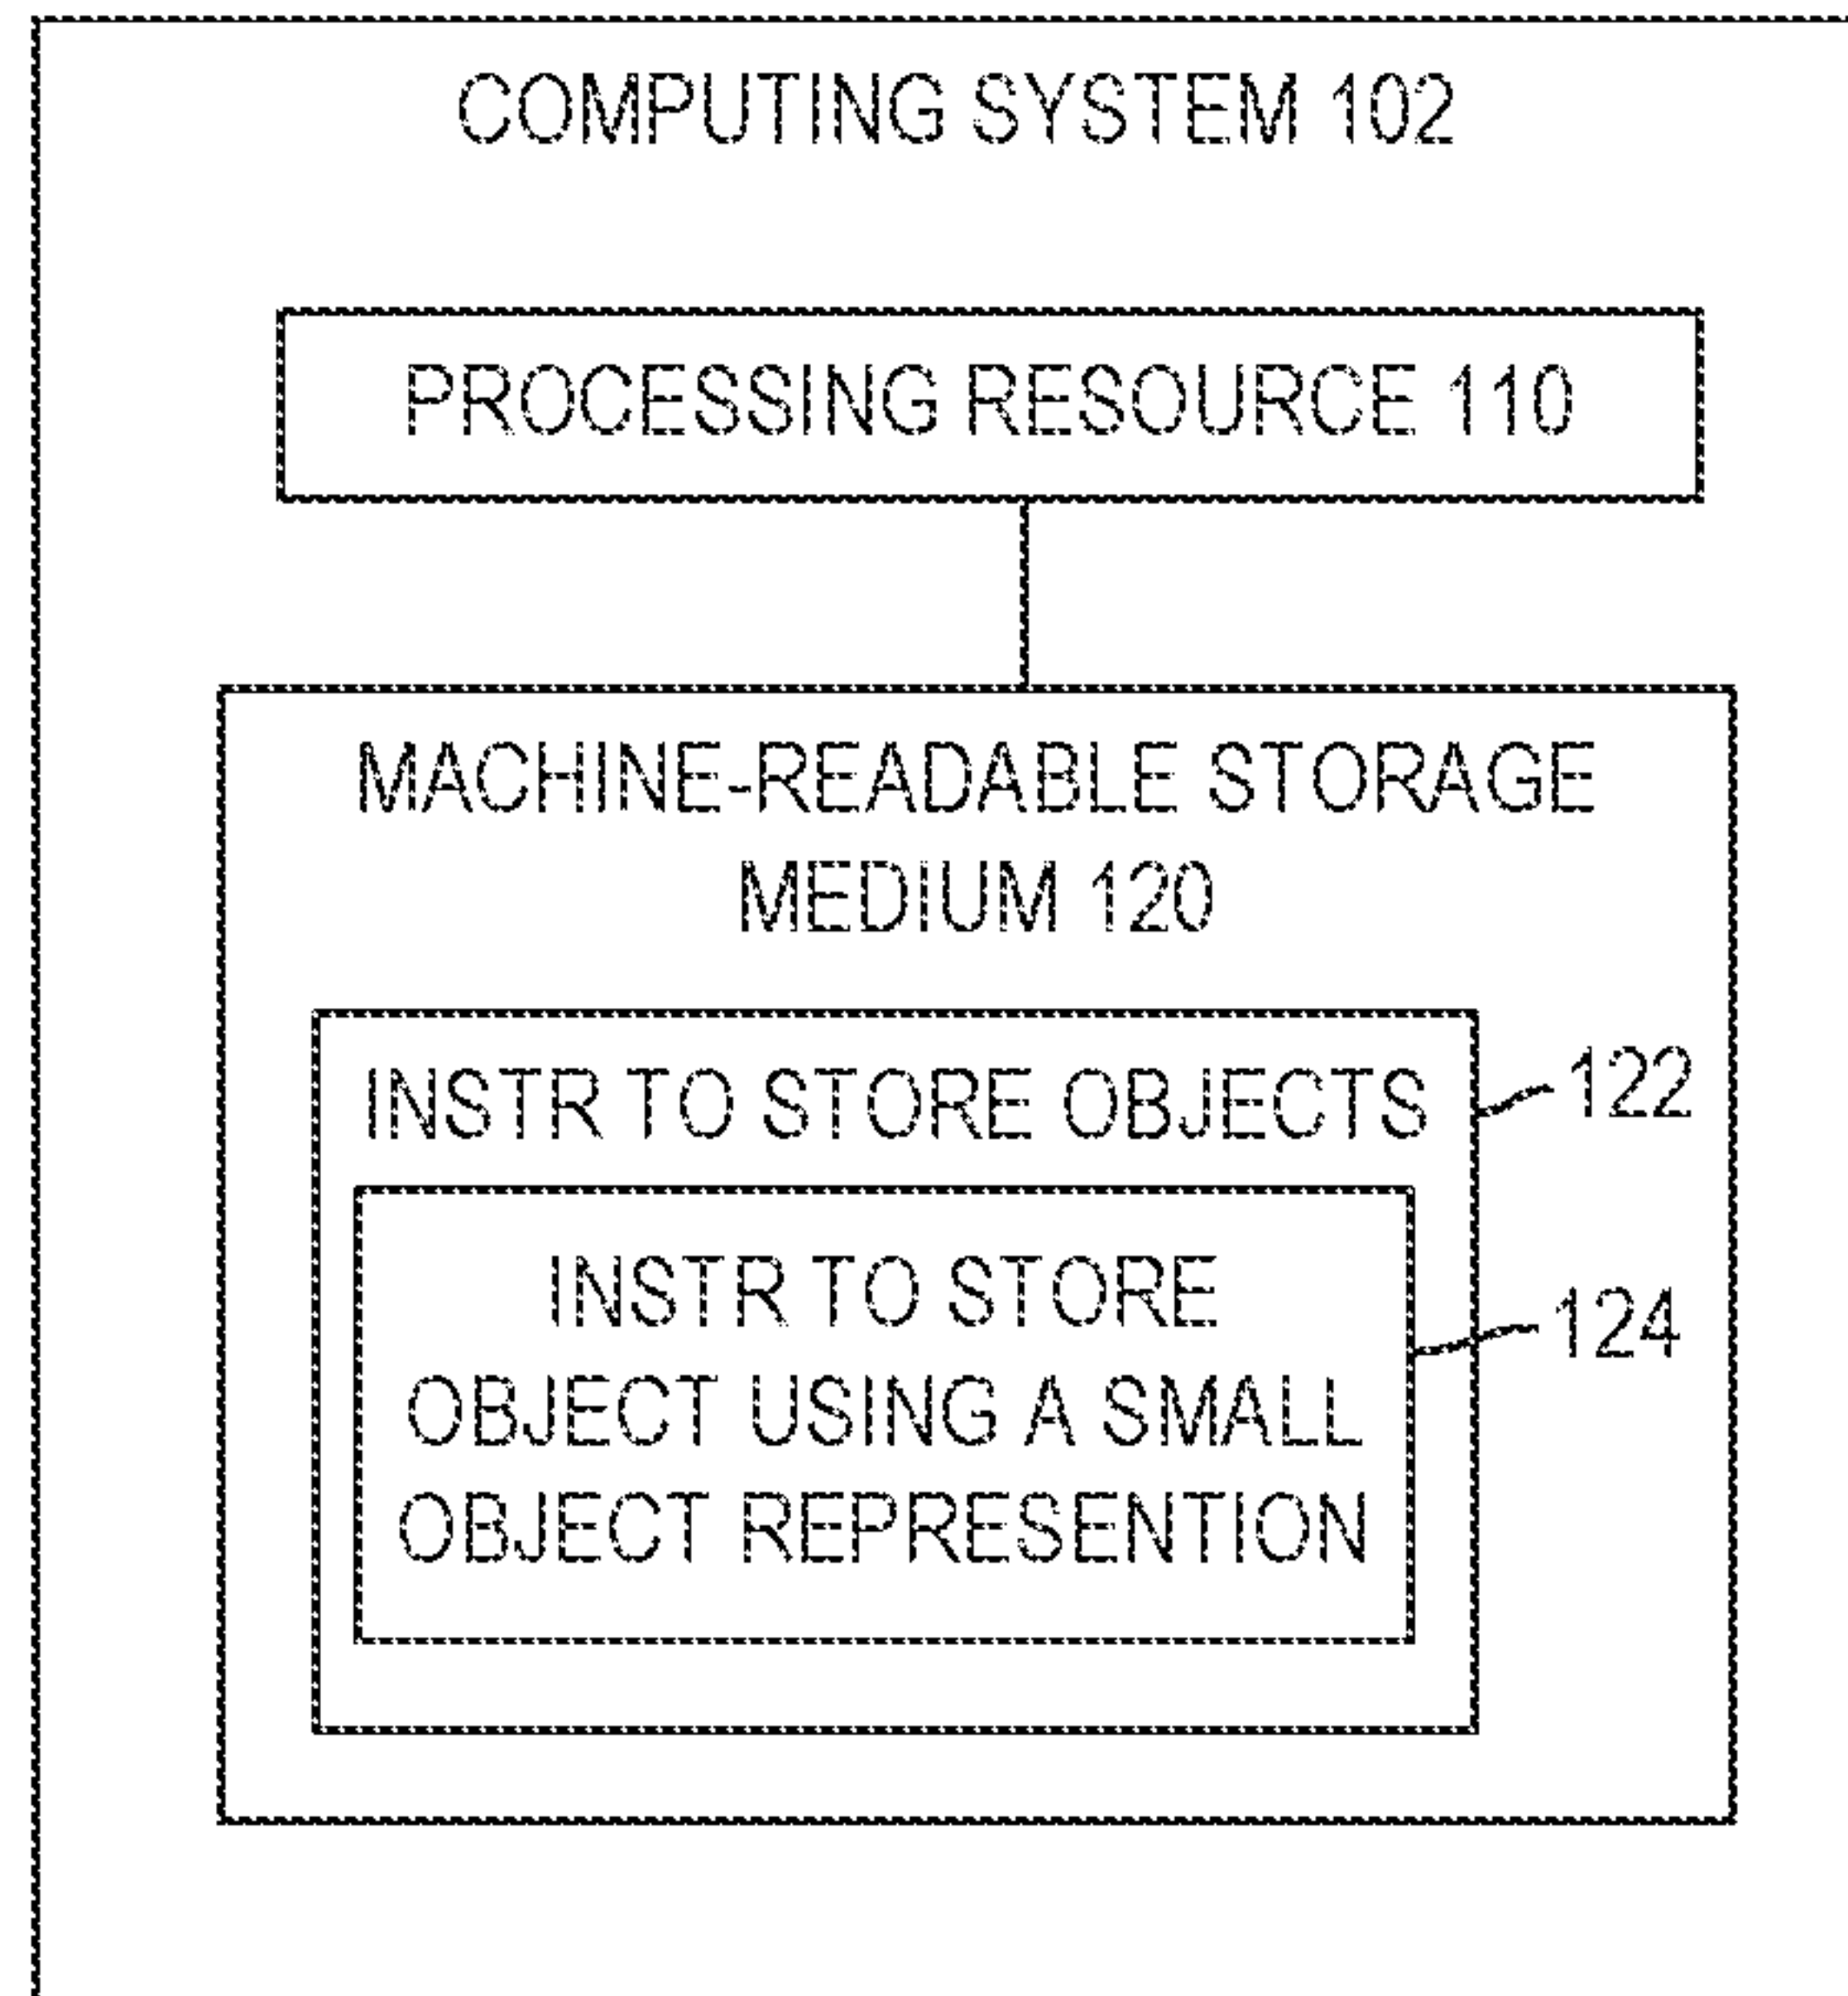 COMPUTING SYSTEM 102
PROCESSING RESOURCE 110
MACHINE-READABLE STORAGE
MEDIUM 120
INSTR TO STORE OBJECTS
122
INSTR TO STORE
124
OBJECT USING A SMALL
OBJECT REPRESENTION